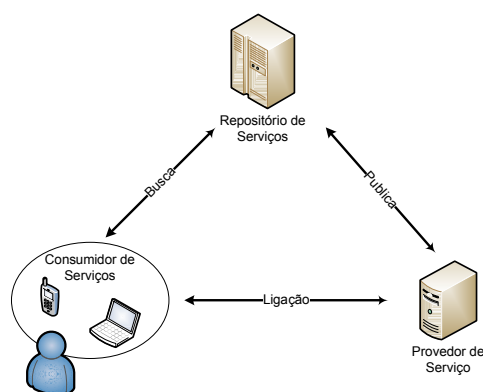 Repositório de
Serviços
Busca
Publica
Consumidor de
Serviços
Ligação
Provedor de
Serviço